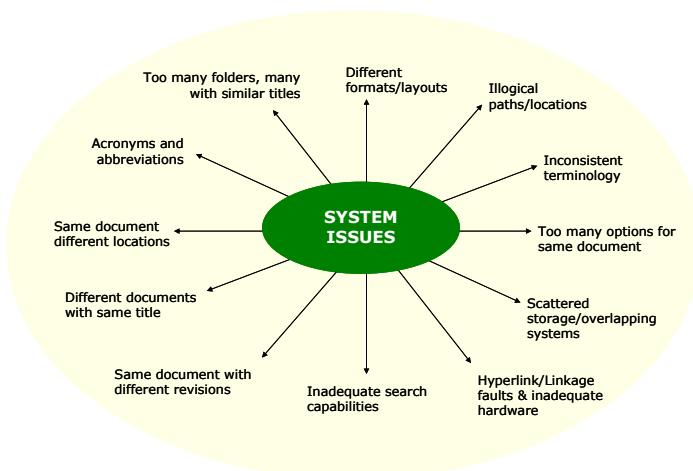 Too many folders, many
with similar titles
Different
formats/layouts
Illogical
paths/locations
Acronyms and
abbreviations
Inconsistent
terminology
SYSTEM
ISSUES
Same document
different locations
Too many options for
same document
Different documents
with same title
Scattered
storage/overlapping
systems
Same document with
different revisions
Inadequate search
capabilities
Hyperlink/Linkage
faults & inadequate
hardware